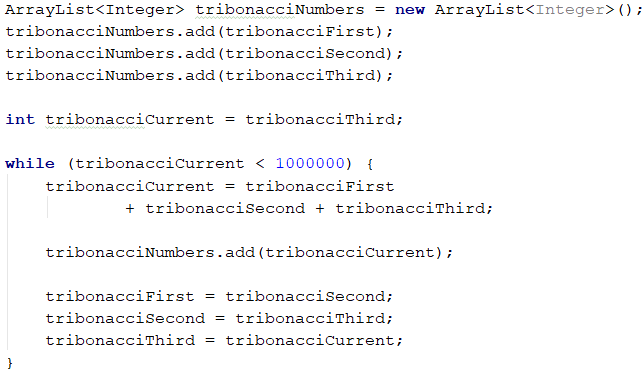 ArrayList<Integer> tribonacciNumbers = new ArrayList<Integer>();
tribonacciNumbers.add(tribonacciFirst);
tribonacciNumbers.add(tribonacciSecond);
tribonacciNumbers.add(tribonacciThird);

int tribonacciCurrent = tribonacciThird;

while (tribonacciCurrent < 1000000) {
    tribonacciCurrent = tribonacciFirst
            + tribonacciSecond + tribonacciThird;

    tribonacciNumbers.add(tribonacciCurrent);

    tribonacciFirst = tribonacciSecond;
    tribonacciSecond = tribonacciThird;
    tribonacciThird = tribonacciCurrent;
}